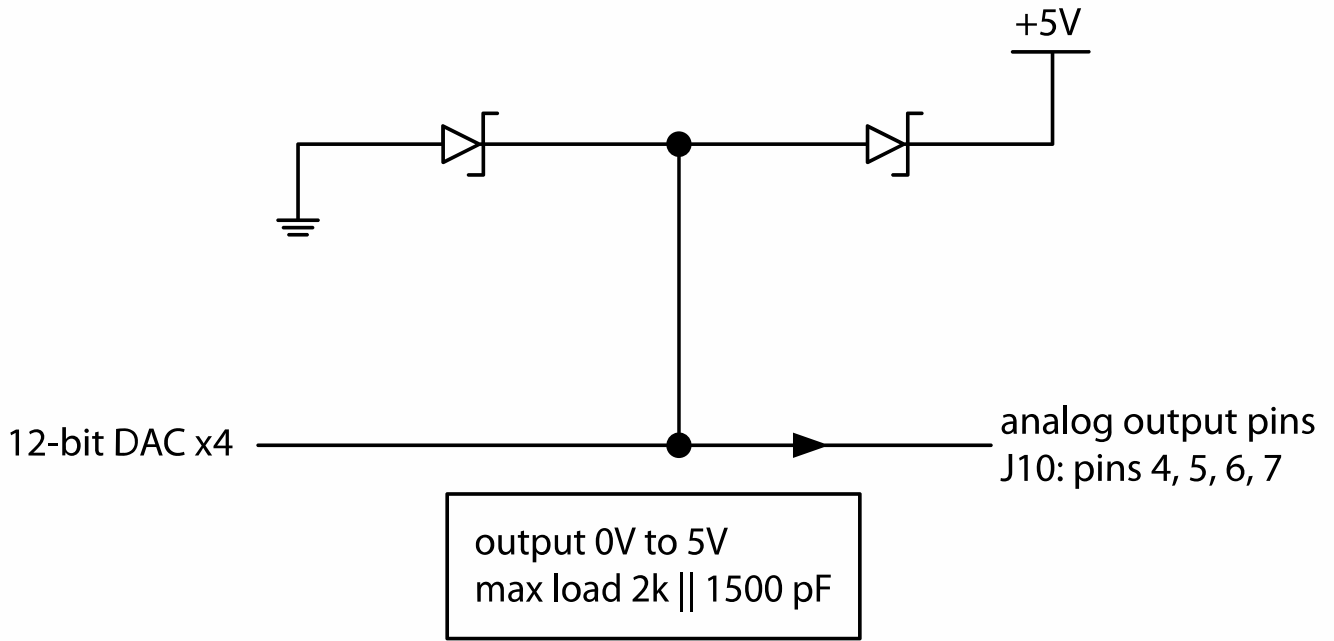 +5V
12-bit DAC x4
analog output pins
J10: pins 4, 5, 6, 7
output 0V to 5V
max load 2k || 1500 pF